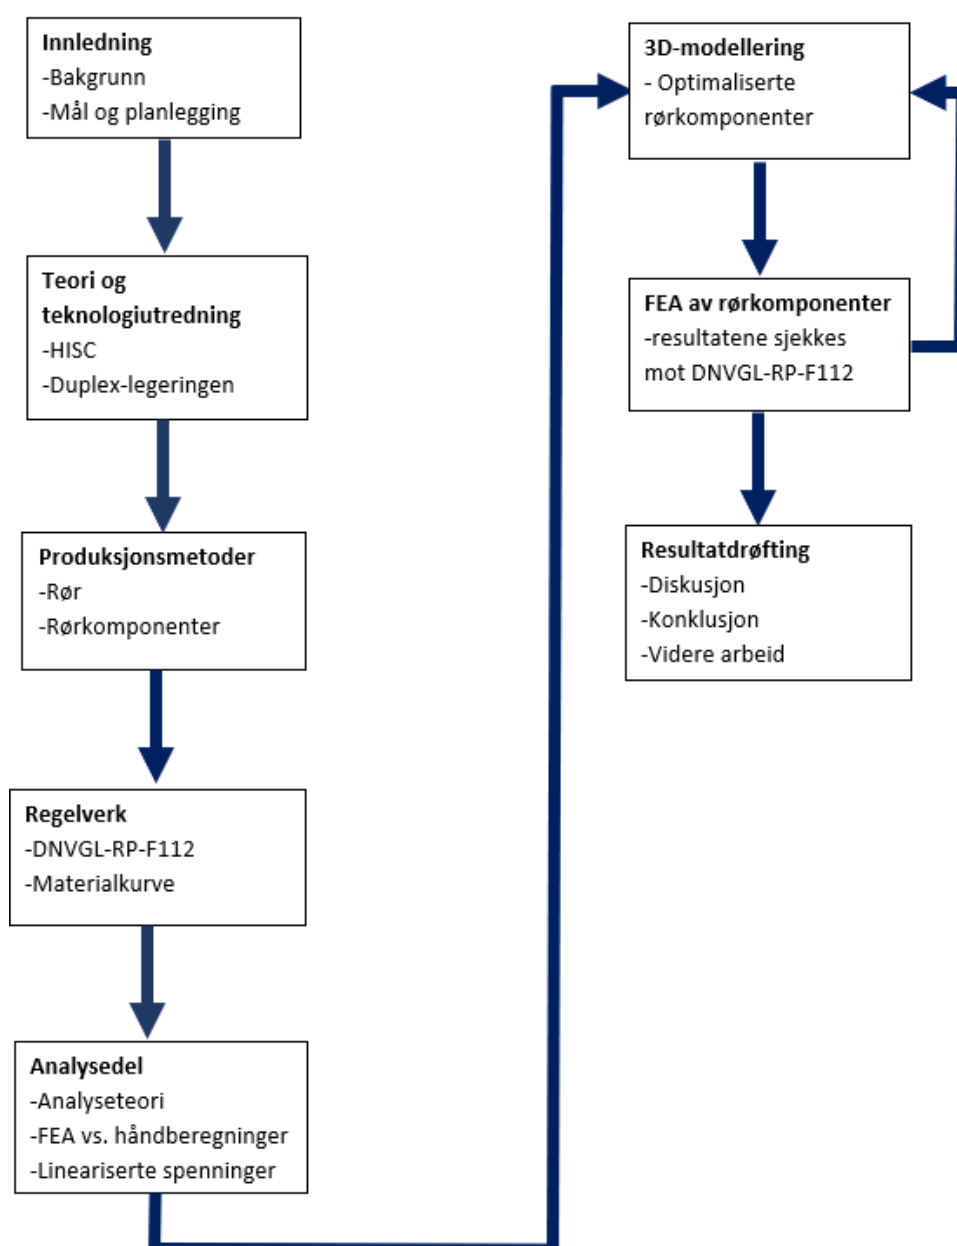 Innledning
-Bakgrunn
-Mål og planlegging
Teori og
teknologiutredning
-HISC
-Duplex-legeringen
Produksjonsmetoder
-Rør
-Rørkomponenter
Regelverk
-DNVGL-RP-F112
-Materialkurve
Analysedel
-Analyseteori
-FEA vs. håndberegninger
-Lineariserte spenninger
3D-modellering
- Optimaliserte
rørkomponenter
FEA av rørkomponenter
-resultatene sjekkes
mot DNVGL-RP-F112
Resultatdrøfting
-Diskusjon
-Konklusjon
-Videre arbeid